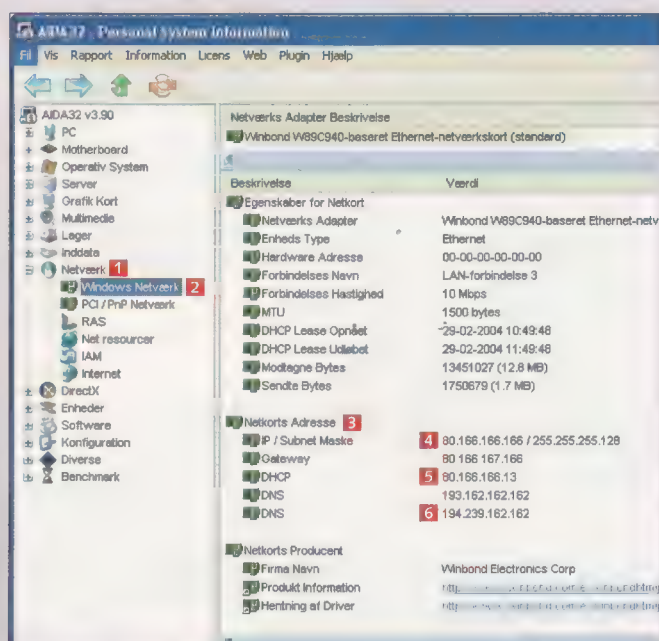 AIDA32 - Personal System Information
Fil Vis Rapport Information Licens Web Plugin Hjælp
AIDA32 v3.90
PC
Motherboard
Operativ System
Server
Grafik Kort
Multimedie
Lager
Inddata
Netværk 1
Windows Netværk 2
PCI / PnP Netværk
RAS
Net resourcer
IAM
Internet
DirectX
Enheder
Software
Konfiguration
Diverse
Benchmark
Netværks Adapter Beskrivelse
Winbond W89C940-baseret Ethernet-netværkskort (standard)
Beskrivelse Værdi
Egenskaber for Netkort
Netværks Adapter Winbond W89C940-baseret Ethernet-netv
Enheds Type Ethernet
Hardware Adresse 00-00-00-00-00-00
Forbindelses Navn LAN-forbindelse 3
Forbindelses Hastighed 10 Mbps
MTU 1500 bytes
DHCP Lease Opnået 29-02-2004 10:49:48
DHCP Lease Udløbet 29-02-2004 11:49:48
Modtagne Bytes 13451027 (12.8 MB)
Sendte Bytes 1750679 (1.7 MB)
Netkorts Adresse 3
IP / Subnet Maske 4 80.166.166.166 / 255.255.255.128
Gateway 80.166.167.166
DHCP 5 80.166.166.13
DNS 193.162.162.162
DNS 6 194.239.162.162
Netkorts Producent
Firma Navn Winbond Electronics Corp
Produkt Information
Hentning af Driver